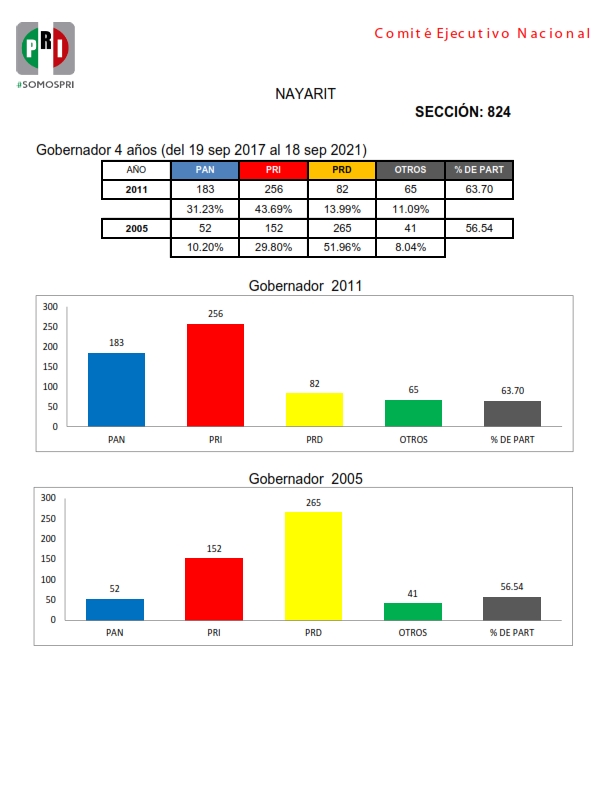 PRI
#SOMOSPRI
Comité Ejecutivo Nacional
NAYARIT
SECCIÓN: 824
Gobernador 4 años (del 19 sep 2017 al 18 sep 2021)
AÑO PAN PRI PRD OTROS % DE PART
2011 183 256 82 65 63.70
31.23% 43.69% 13.99% 11.09%
2005 52 152 265 41 56.54
10.20% 29.80% 51.96% 8.04%
Gobernador 2011
300
250
200
150
100
50
0
183
256
82
65
63.70
PAN PRI PRD OTROS % DE PART
Gobernador 2005
300
250
200
150
100
50
0
52
152
265
41
56.54
PAN PRI PRD OTROS % DE PART